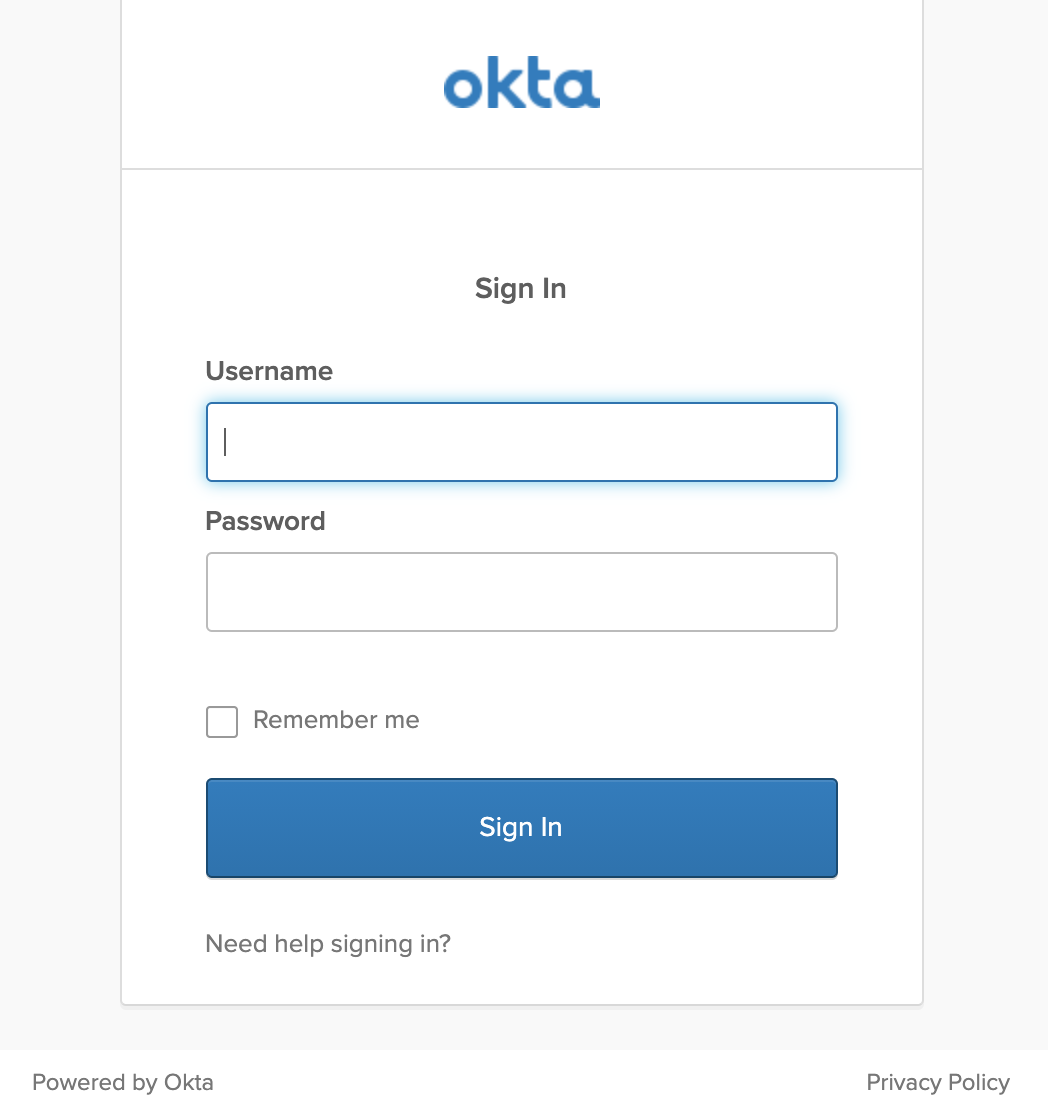 okta
Sign In
Username
Password
Remember me
Sign In
Need help signing in?
Powered by Okta
Privacy Policy